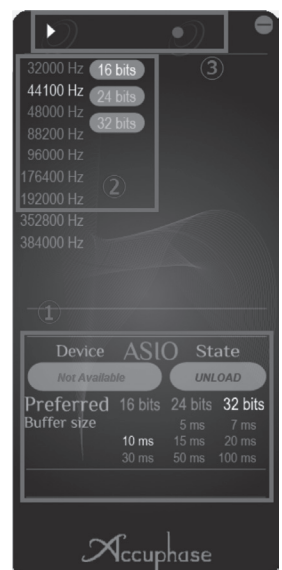 ③
32000 Hz 16 bits
44100 Hz 24 bits
48000 Hz 32 bits
88200 Hz
96000 Hz
176400 Hz
②
192000 Hz
352800 Hz
384000 Hz
①
Device ASIO State
Not Available UNLOAD
Preferred 16 bits 24 bits 32 bits
Buffer size
5 ms 7 ms
10 ms 15 ms 20 ms
30 ms 50 ms 100 ms
Accuphase